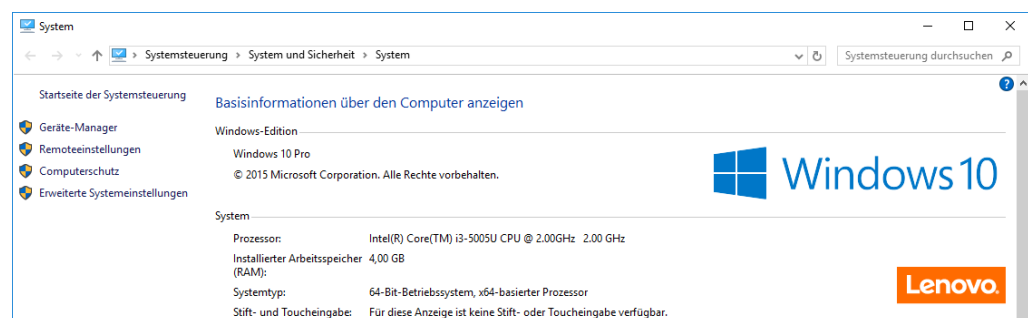 System
Systemsteuerung > System und Sicherheit > System
Systemsteuerung durchsuchen
Startseite der Systemsteuerung
Geräte-Manager
Remoteeinstellungen
Computerschutz
Erweiterte Systemeinstellungen
Basisinformationen über den Computer anzeigen
Windows-Edition
Windows 10 Pro
© 2015 Microsoft Corporation. Alle Rechte vorbehalten.
Windows 10
System
Prozessor: Intel(R) Core(TM) i3-5005U CPU @ 2.00GHz 2.00 GHz
Installierter Arbeitsspeicher 4,00 GB
(RAM):
Systemtyp: 64-Bit-Betriebssystem, x64-basierter Prozessor
Stift- und Toucheingabe: Für diese Anzeige ist keine Stift- oder Toucheingabe verfügbar.
Lenovo